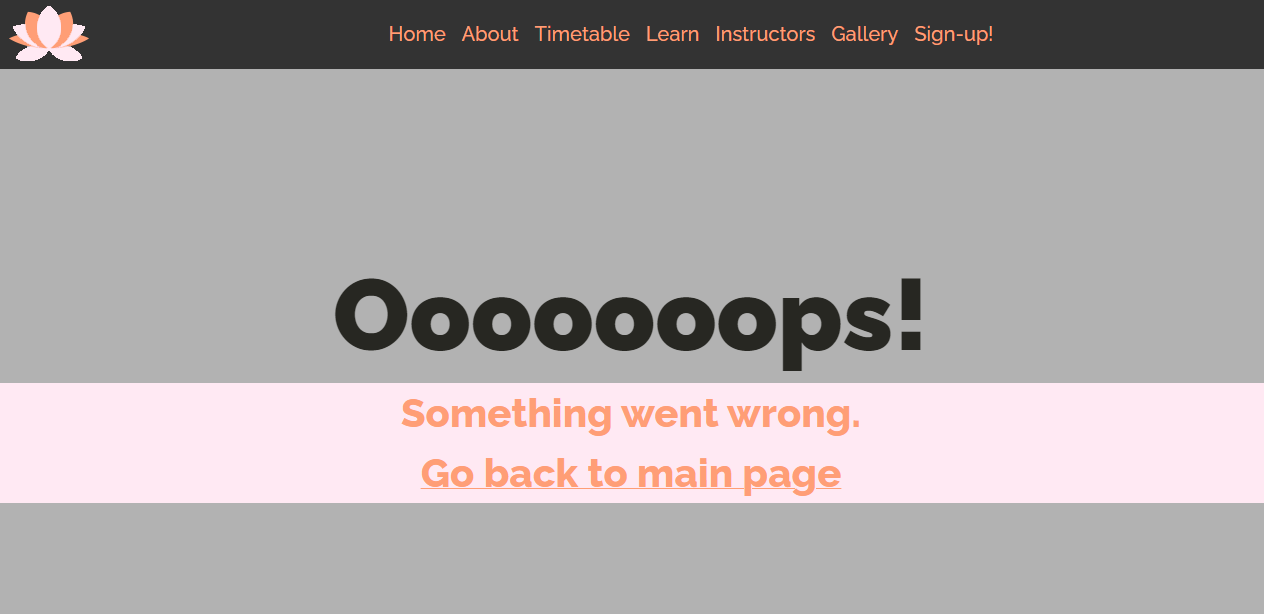 Home About Timetable Learn Instructors Gallery Sign-up!
Ooooooops!
Something went wrong.
Go back to main page